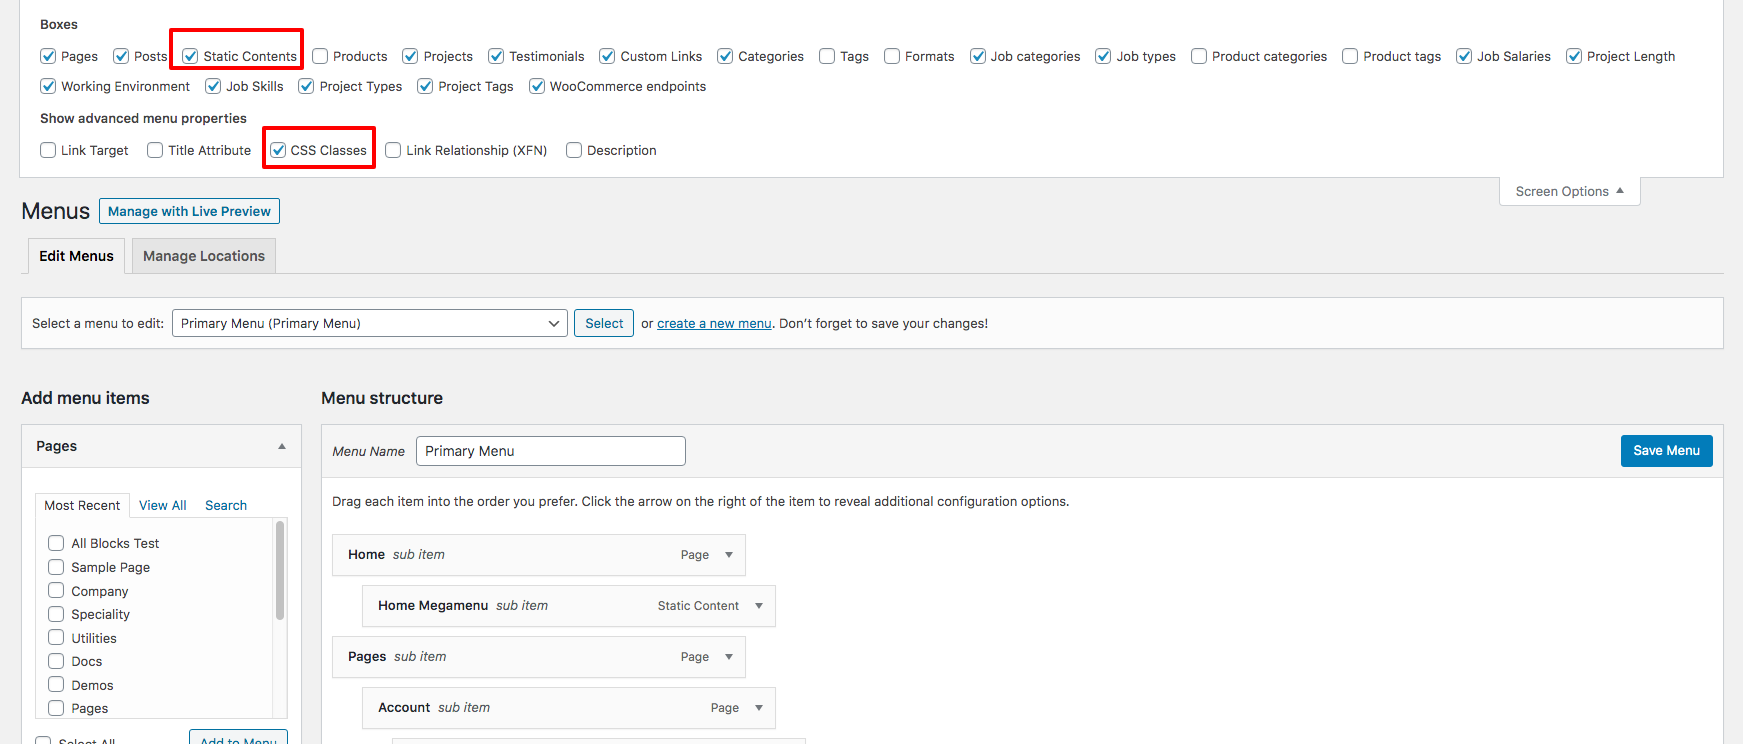 Boxes
Pages Posts Static Contents Products Projects Testimonials Custom Links Categories Tags Formats Job categories Job types Product categories Product tags Job Salaries Project Length
Working Environment Job Skills Project Types Project Tags WooCommerce endpoints
Show advanced menu properties
Link Target Title Attribute CSS Classes Link Relationship (XFN) Description
Screen Options
Menus Manage with Live Preview
Edit Menus Manage Locations
Select a menu to edit: Primary Menu (Primary Menu) Select or create a new menu. Don’t forget to save your changes!
Add menu items
Menu structure
Pages
Most Recent View All Search
All Blocks Test
Sample Page
Company
Speciality
Utilities
Docs
Demos
Pages
Select All Add to Menu
Menu Name Primary Menu Save Menu
Drag each item into the order you prefer. Click the arrow on the right of the item to reveal additional configuration options.
Home sub item Page
Home Megamenu sub item Static Content
Pages sub item Page
Account sub item Page